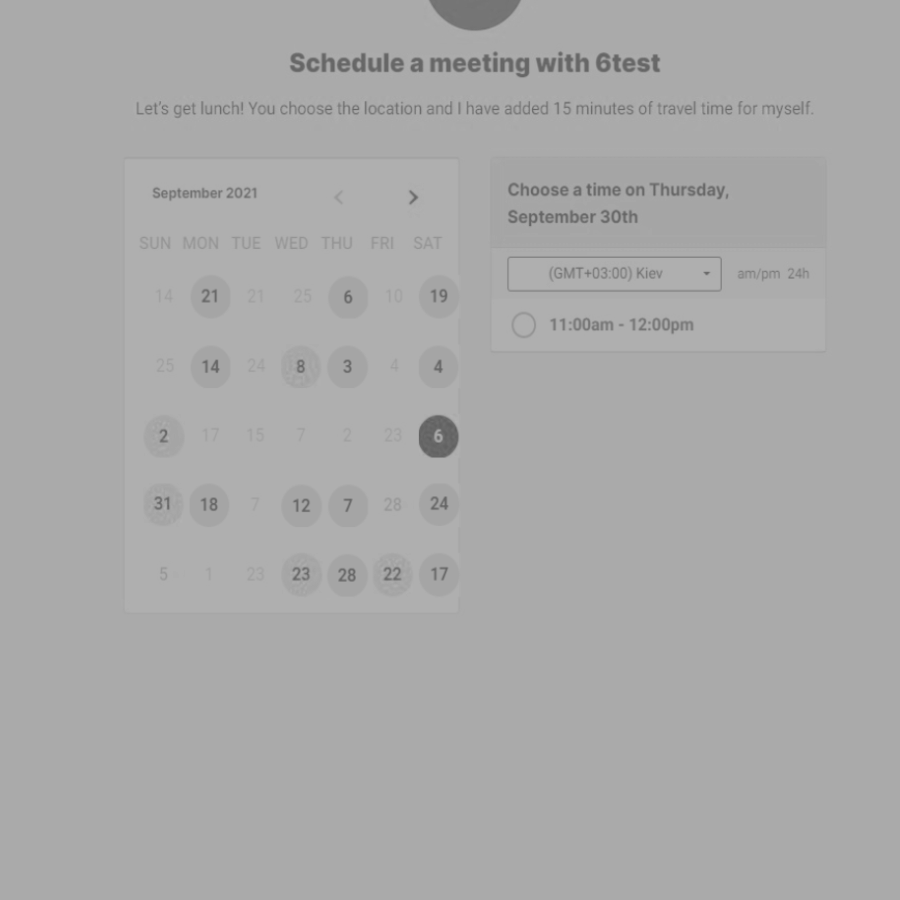 Schedule a meeting with 6test
Let's get lunch! You choose the location and I have added 15 minutes of travel time for myself.
September 2021
SUN MON TUE WED THU FRI SAT
14 21 21 25 6 10 19
25 14 24 8 3 4 4
2 17 15 7 2 23 6
31 18 7 12 7 28 24
5 1 23 23 28 22 17
Choose a time on Thursday,
September 30th
(GMT+03:00) Kiev am/pm 24h
11:00am - 12:00pm